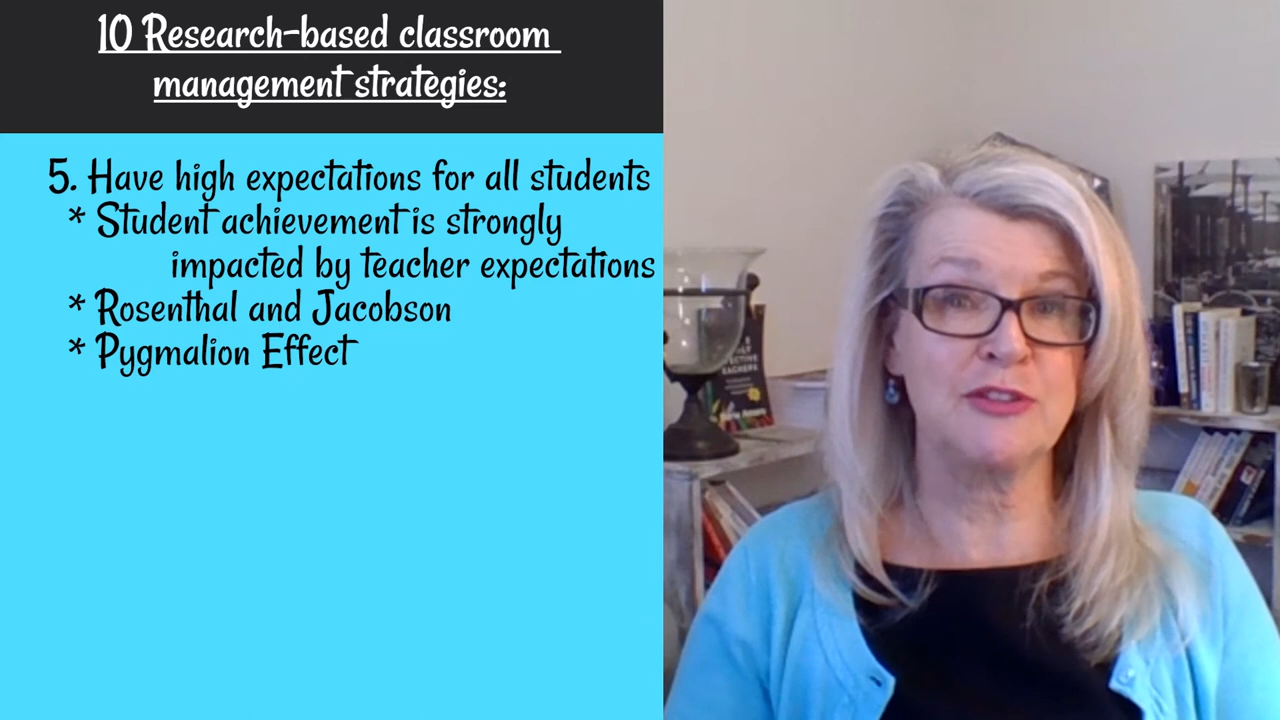 10 Research-based classroom
management strategies:
5. Have high expectations for all students
* Student achievement is strongly
impacted by teacher expectations
* Rosenthal and Jacobson
* Pygmalion Effect